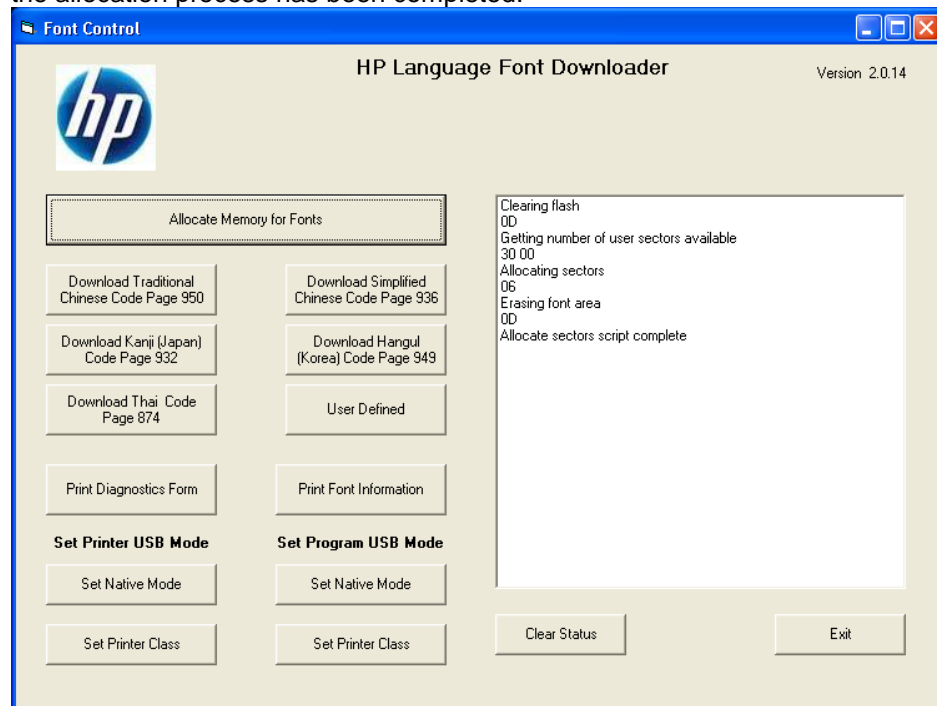 the allocation process has been completed.
Font Control
HP Language Font Downloader
Version 2.0.14
hp
Allocate Memory for Fonts
Download Traditional
Chinese Code Page 950
Download Simplified
Chinese Code Page 936
Download Kanji (Japan)
Code Page 932
Download Hangul
(Korea) Code Page 949
Download Thai Code
Page 874
User Defined
Print Diagnostics Form
Print Font Information
Set Printer USB Mode
Set Program USB Mode
Set Native Mode
Set Native Mode
Set Printer Class
Set Printer Class
Clearing flash
0D
Getting number of user sectors available
30 00
Allocating sectors
06
Erasing font area
0D
Allocate sectors script complete
Clear Status
Exit